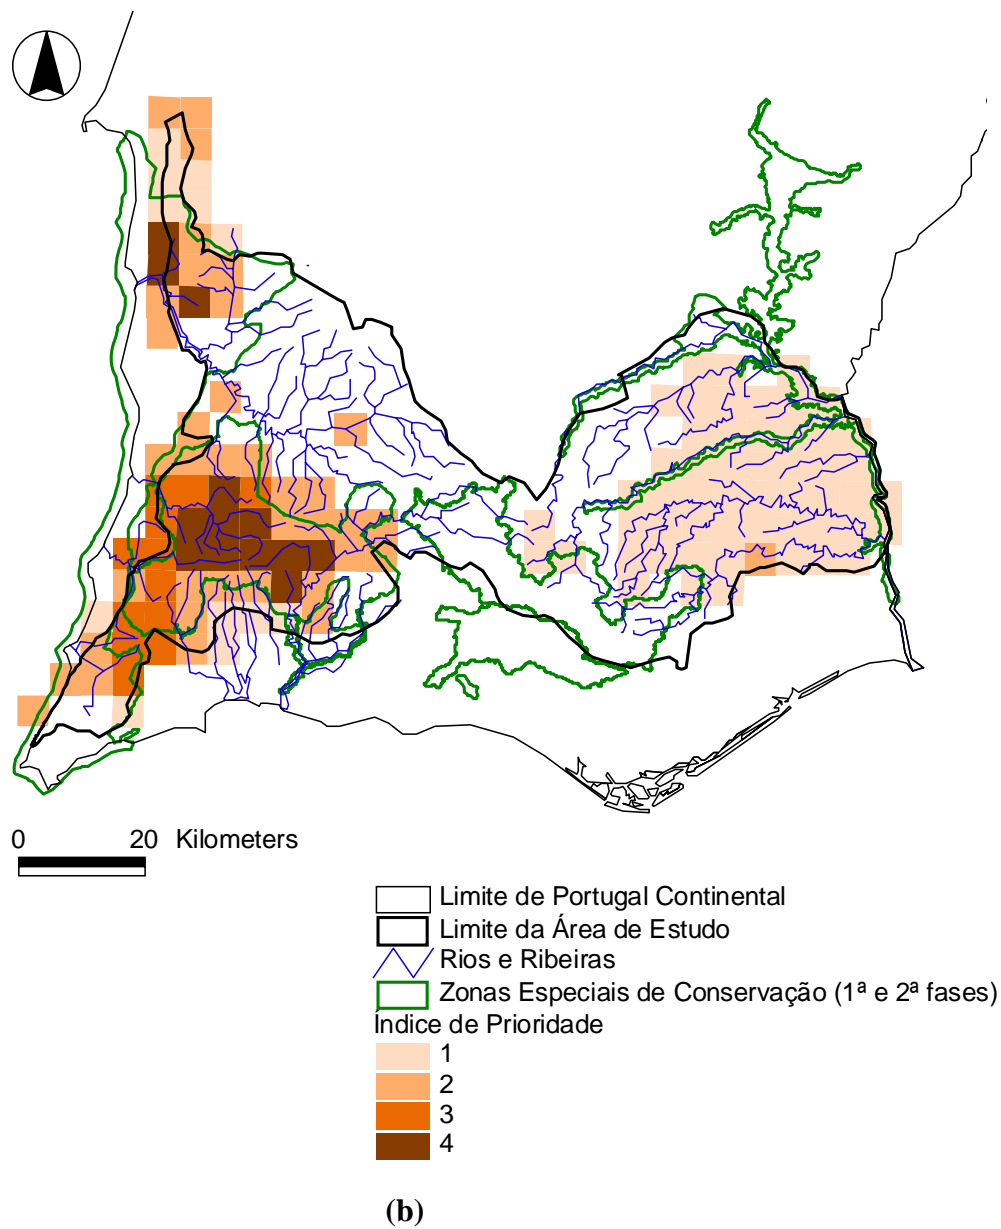 0 20 Kilometers
Limite de Portugal Continental
Limite da Área de Estudo
Rios e Ribeiras
Zonas Especiais de Conservação (1ª e 2ª fases)
Índice de Prioridade
1
2
3
4
(b)